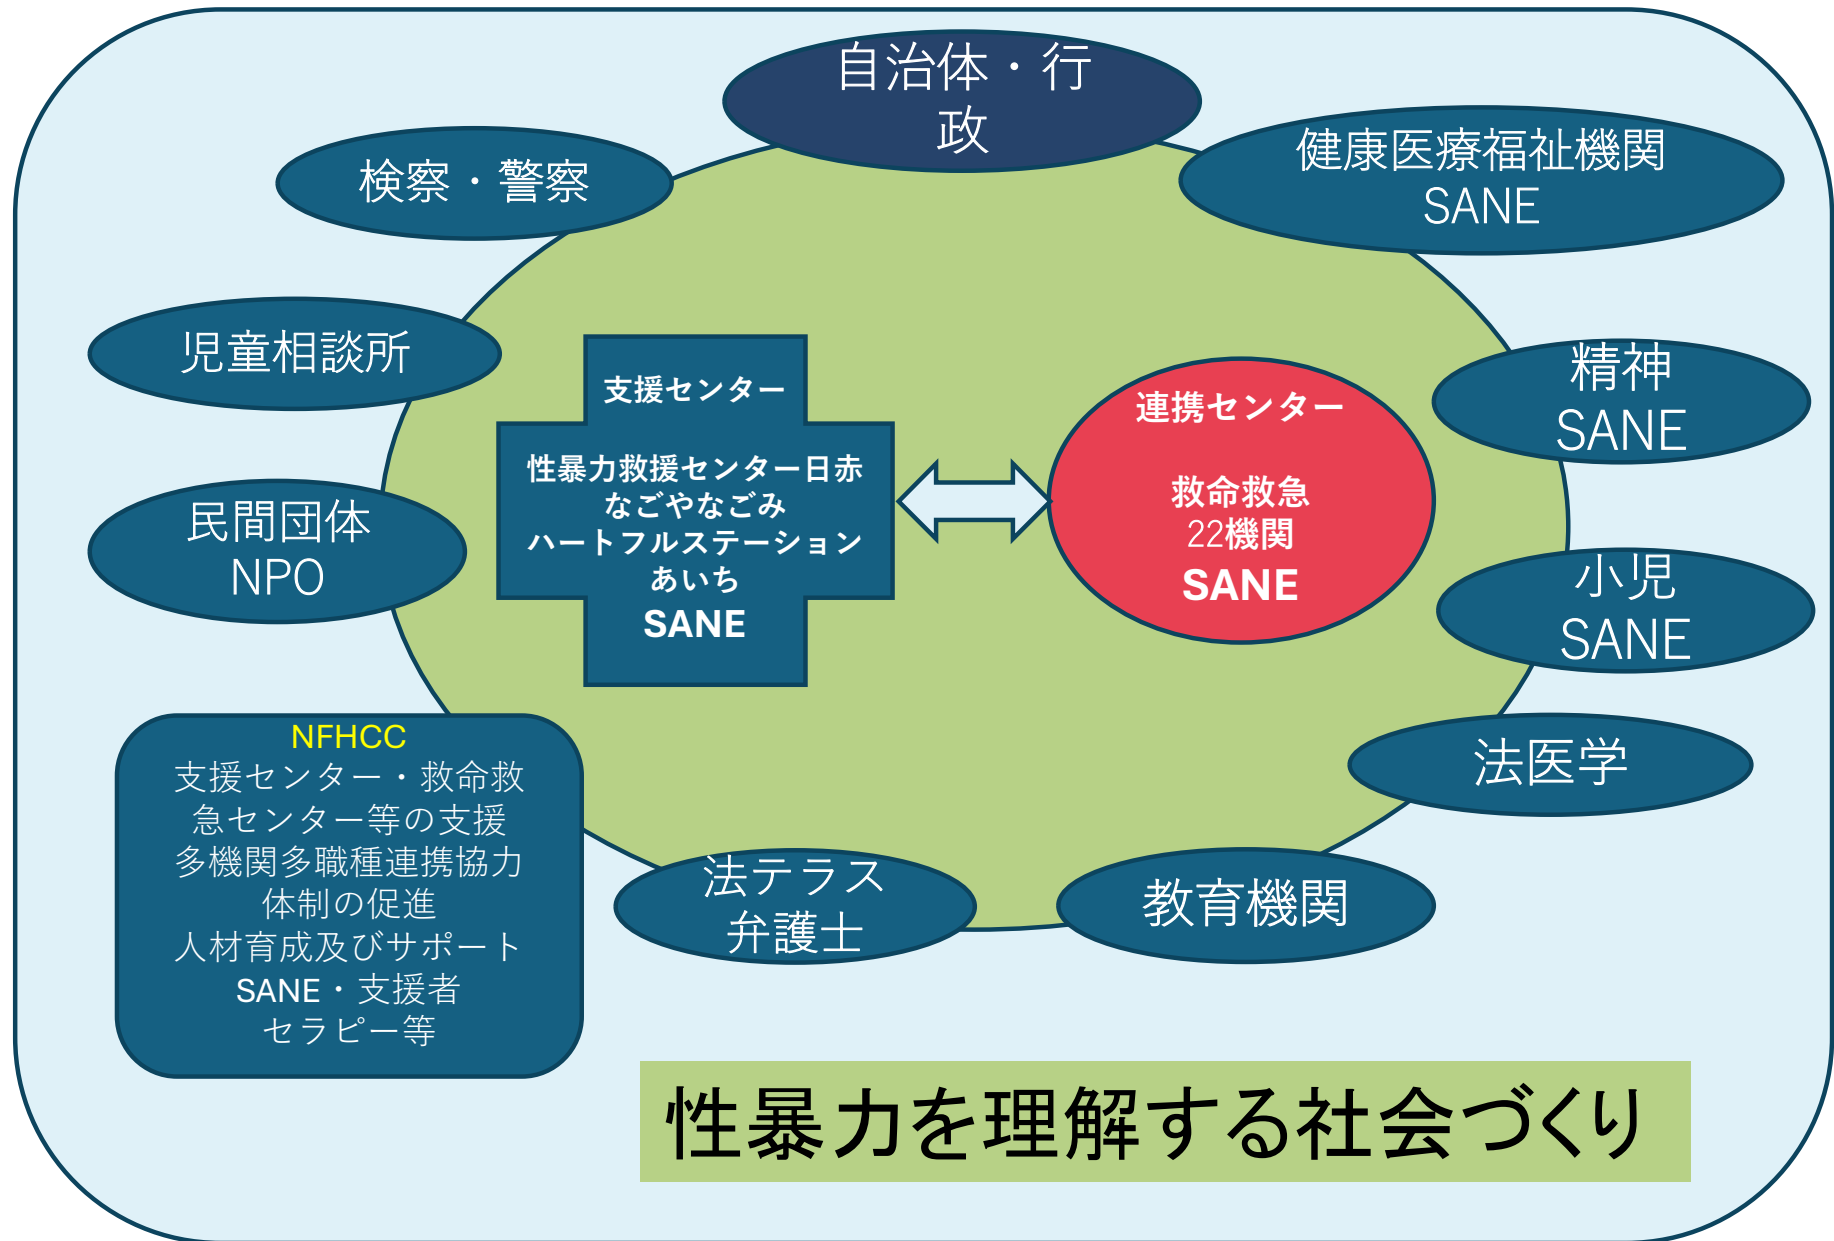 自治体・行
政
検察・警察
健康医療福祉機関
SANE
児童相談所
精神
SANE
支援センター
性暴力救援センター日赤
なごやなごみ
ハートフルステーション
あいち
SANE
連携センター
救命救急
22機関
SANE
民間団体
NPO
小児
SANE
NFHCC
支援センター・救命救
急センター等の支援
多機関多職種連携協力
体制の促進
人材育成及びサポート
SANE・支援者
セラピー等
法医学
法テラス
弁護士
教育機関
性暴力を理解する社会づくり